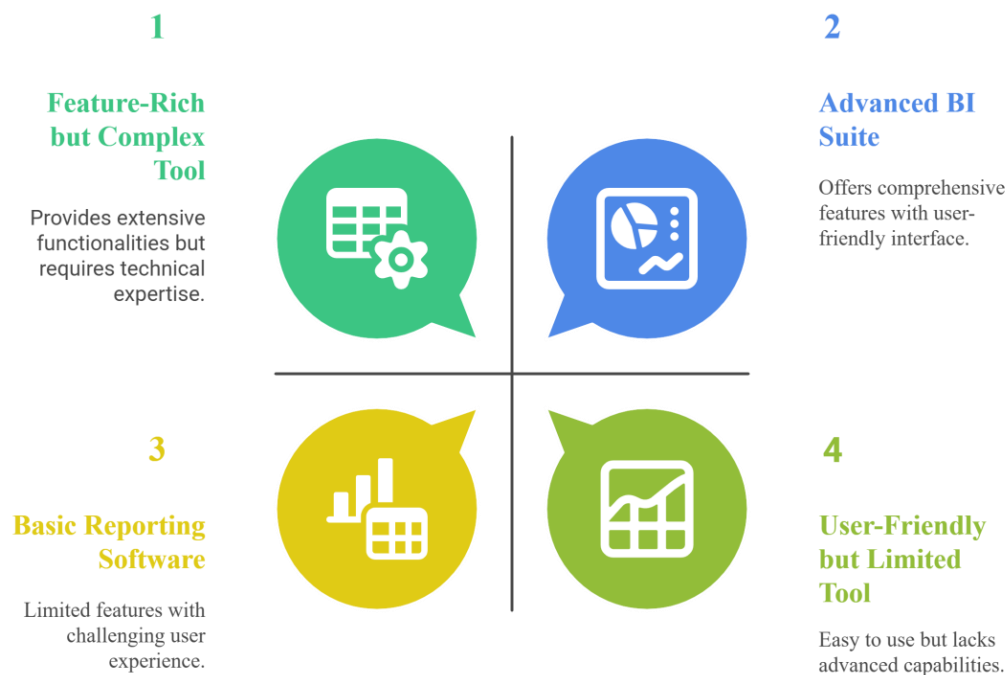 1
Feature-Rich
but Complex
Tool
Provides extensive
functionalities but
requires technical
expertise.
2
Advanced BI
Suite
Offers comprehensive
features with user-
friendly interface.
3
Basic Reporting
Software
Limited features with
challenging user
experience.
4
User-Friendly
but Limited
Tool
Easy to use but lacks
advanced capabilities.